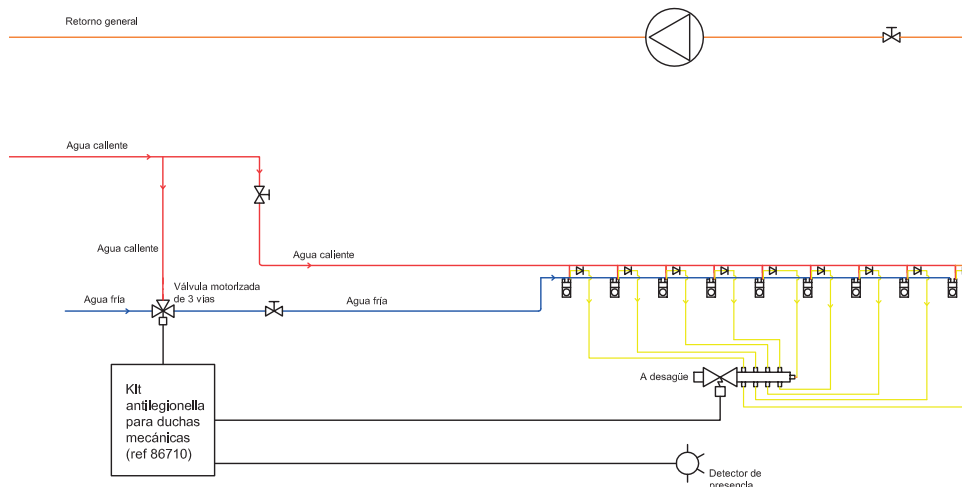 Retorno general
Agua caliente
Agua caliente
Agua caliente
Válvula motorizada
de 3 vías
Agua fría
Agua fría
A desagüe
Kit
antilegionella
para duchas
mecánicas
(ref 86710)
Detector de
presencia